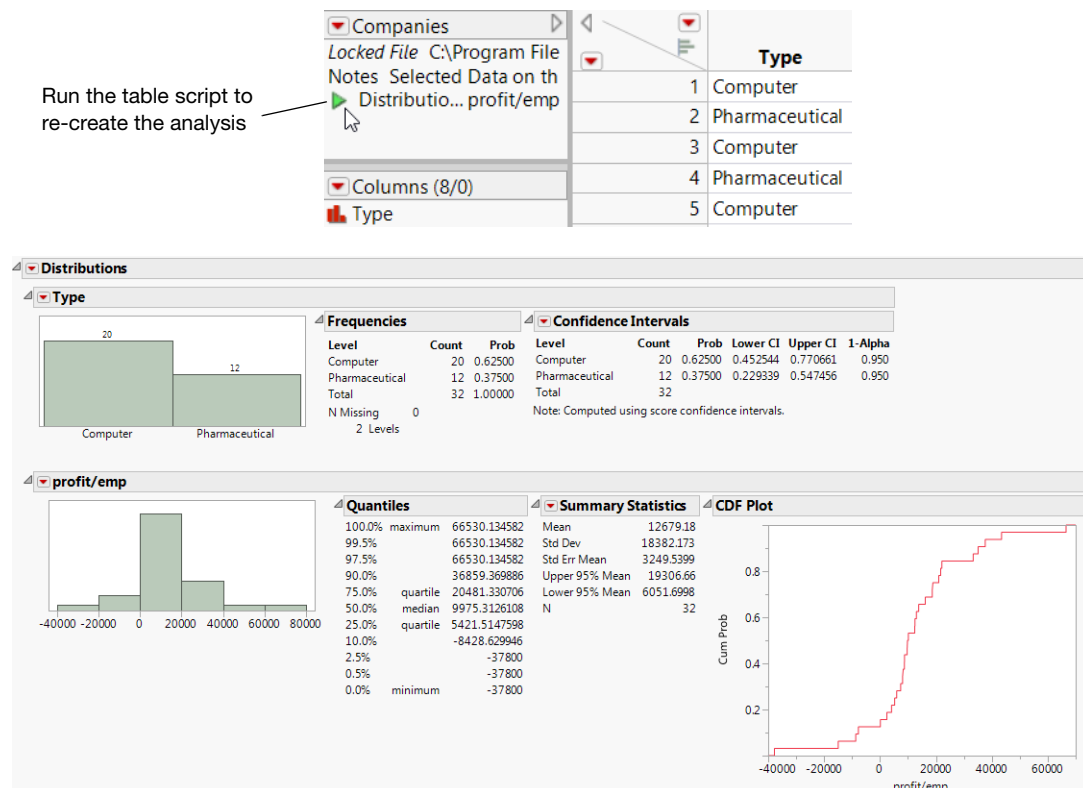 Run the table script to
re-create the analysis
Companies
Locked File C:\Program File
Notes Selected Data on th
Distributio... profit/emp
Columns (8/0)
Type
Type
1 Computer
2 Pharmaceutical
3 Computer
4 Pharmaceutical
5 Computer
Distributions
Type
20
12
Computer Pharmaceutical
Frequencies
Level Count Prob
Computer 20 0.62500
Pharmaceutical 12 0.37500
Total 32 1.00000
N Missing 0
2 Levels
Confidence Intervals
Level Count Prob Lower CI Upper CI 1-Alpha
Computer 20 0.62500 0.452544 0.770661 0.950
Pharmaceutical 12 0.37500 0.229339 0.547456 0.950
Total 32
Note: Computed using score confidence intervals.
profit/emp
-40000 -20000 0 20000 40000 60000 80000
Quantiles
100.0% maximum 66530.134582
99.5% 66530.134582
97.5% 66530.134582
90.0% 36859.369886
75.0% quartile 20481.330706
50.0% median 9975.3126108
25.0% quartile 5421.5147598
10.0% -8428.629946
2.5% -37800
0.5% -37800
0.0% minimum -37800
Summary Statistics
Mean 12679.18
Std Dev 18382.173
Std Err Mean 3249.5399
Upper 95% Mean 19306.66
Lower 95% Mean 6051.6998
N 32
CDF Plot
Cum Prob
0.8
0.6
0.4
0.2
-40000 -20000 0 20000 40000 60000
profit/emp